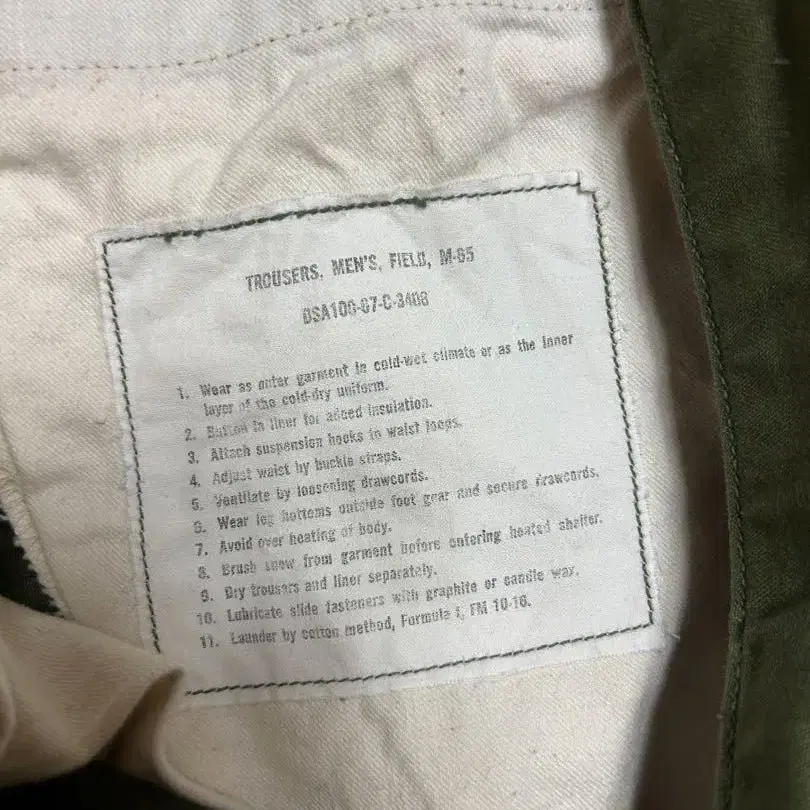 TROUSERS, MEN'S, FIELD, M-65
DSA100-67-C-3408
1. Wear as outer garment in cold-wet climate or as the inner
layer of the cold-dry uniform.
2. Button in liner for added insulation.
3. Attach suspension hooks in waist loops.
4. Adjust waist by buckle straps.
5. Ventilate by loosening drawcords.
6. Wear leg bottoms outside foot gear and secure drawcords.
7. Avoid over heating of body.
8. Brush snow from garment before entering heated shelter.
9. Dry trousers and liner separately.
10. Lubricate slide fasteners with graphite or candle wax.
11. Launder by cotton method, Formula I, FM 10-16.